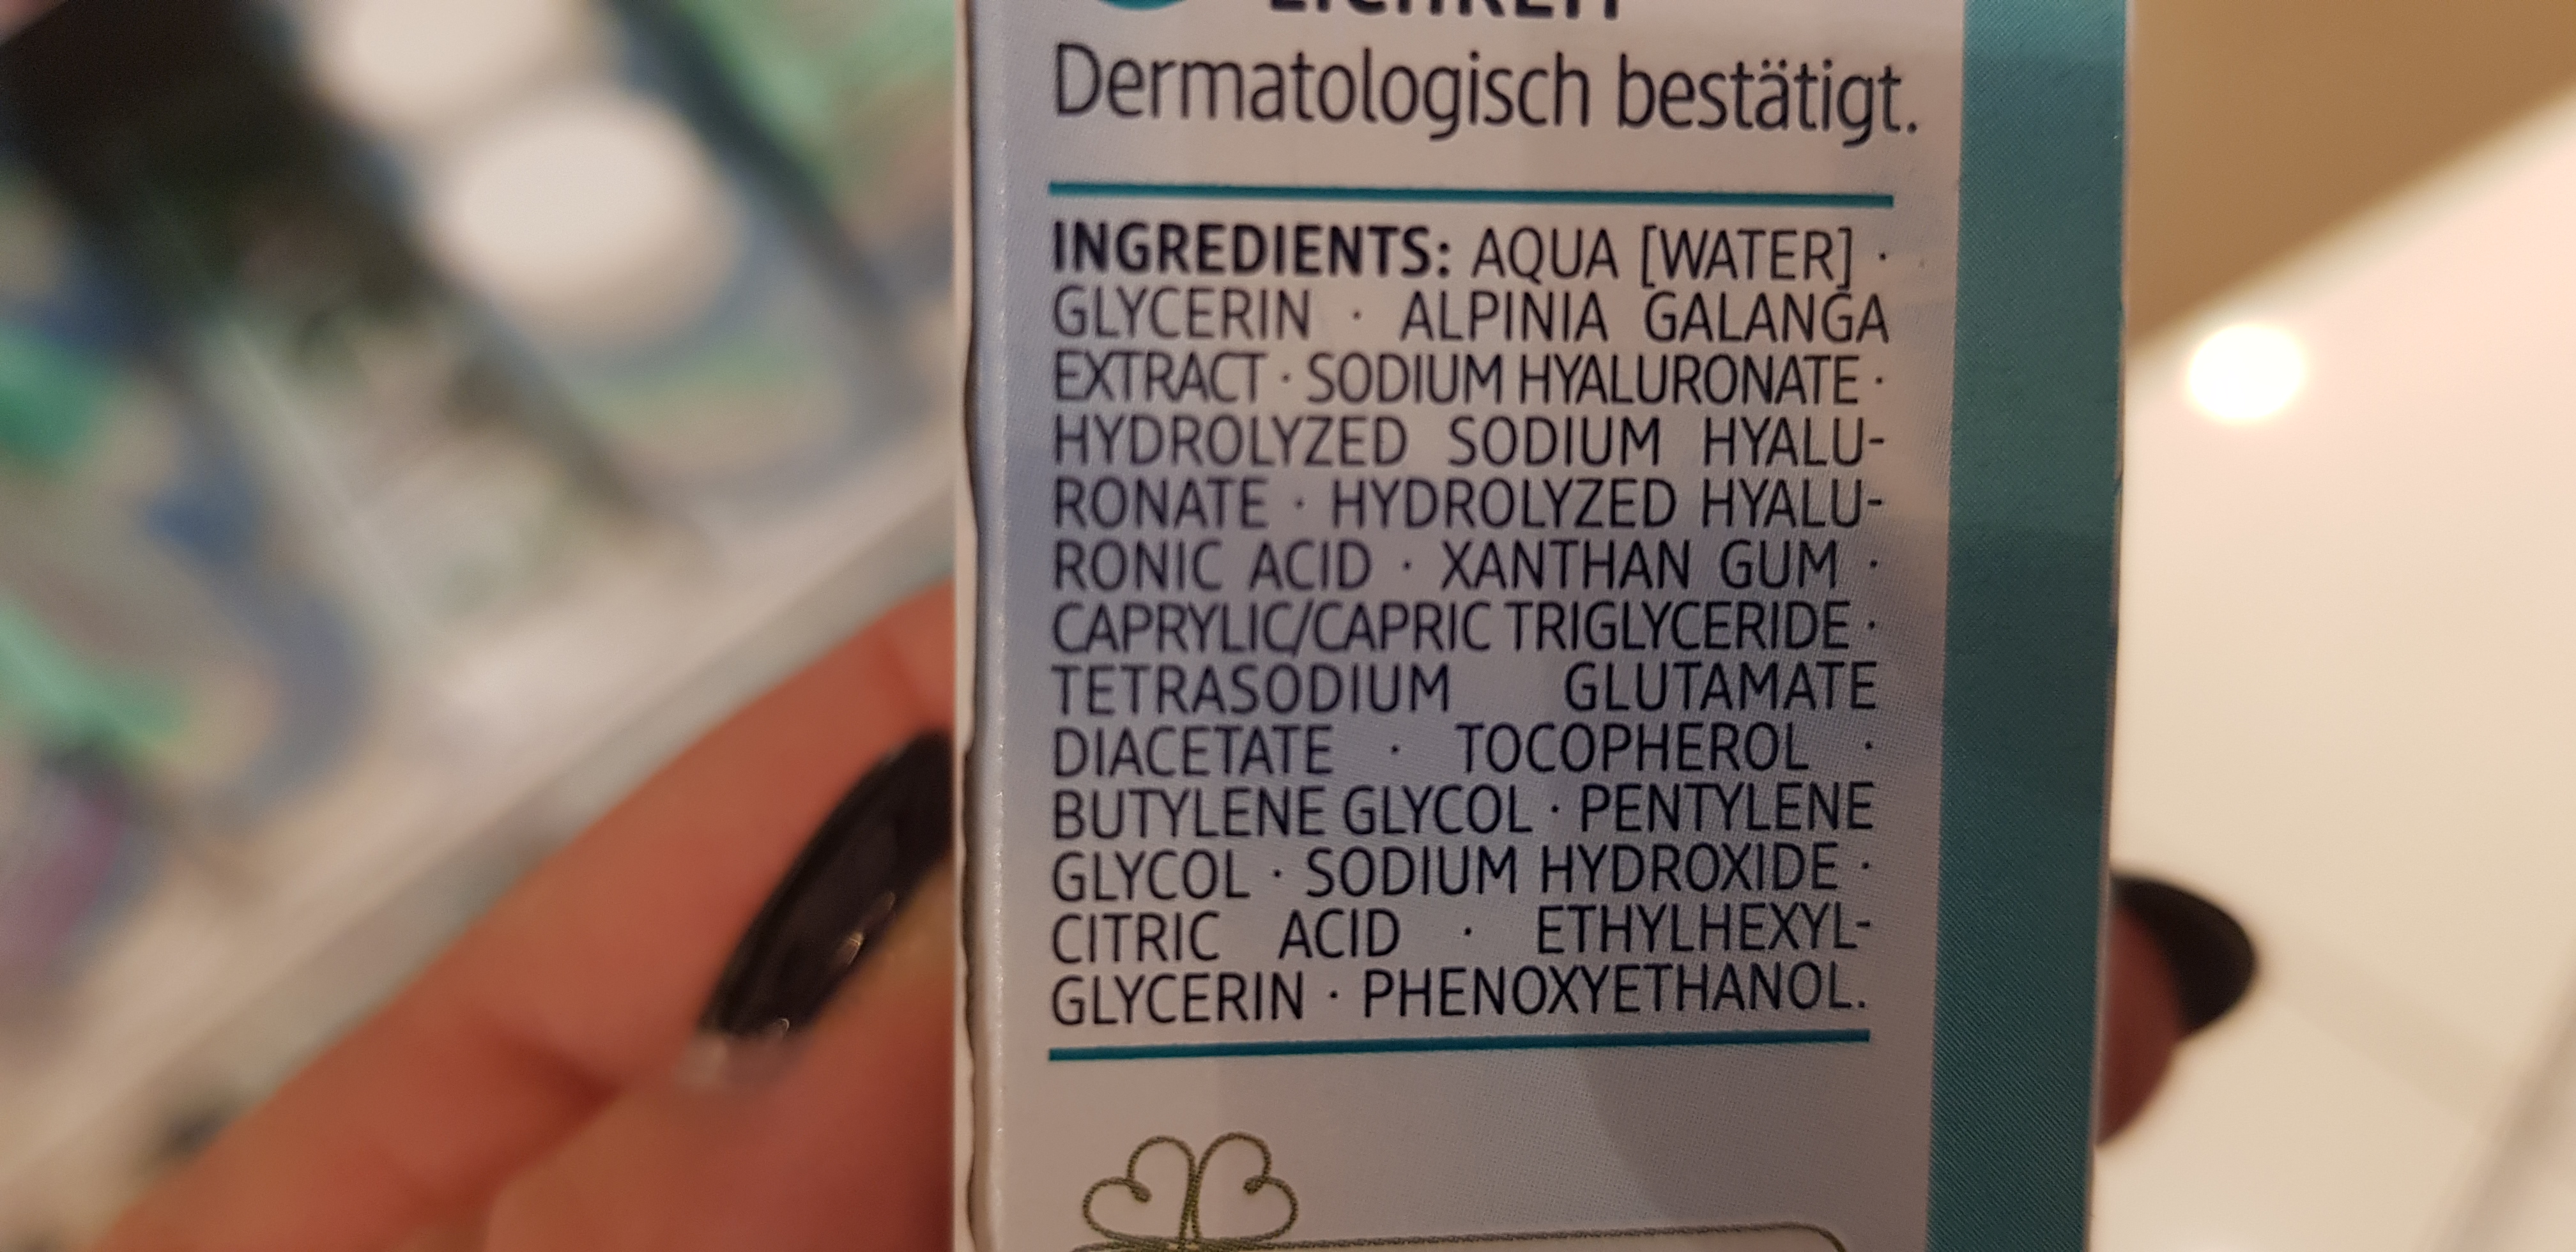 LICHKEIT
Dermatologisch bestätigt.
INGREDIENTS: AQUA [WATER] ·
GLYCERIN · ALPINIA GALANGA
EXTRACT · SODIUM HYALURONATE ·
HYDROLYZED SODIUM HYALU-
RONATE · HYDROLYZED HYALU-
RONIC ACID · XANTHAN GUM ·
CAPRYLIC/CAPRIC TRIGLYCERIDE ·
TETRASODIUM GLUTAMATE
DIACETATE · TOCOPHEROL ·
BUTYLENE GLYCOL · PENTYLENE
GLYCOL · SODIUM HYDROXIDE ·
CITRIC ACID · ETHYLHEXYL-
GLYCERIN · PHENOXYETHANOL.